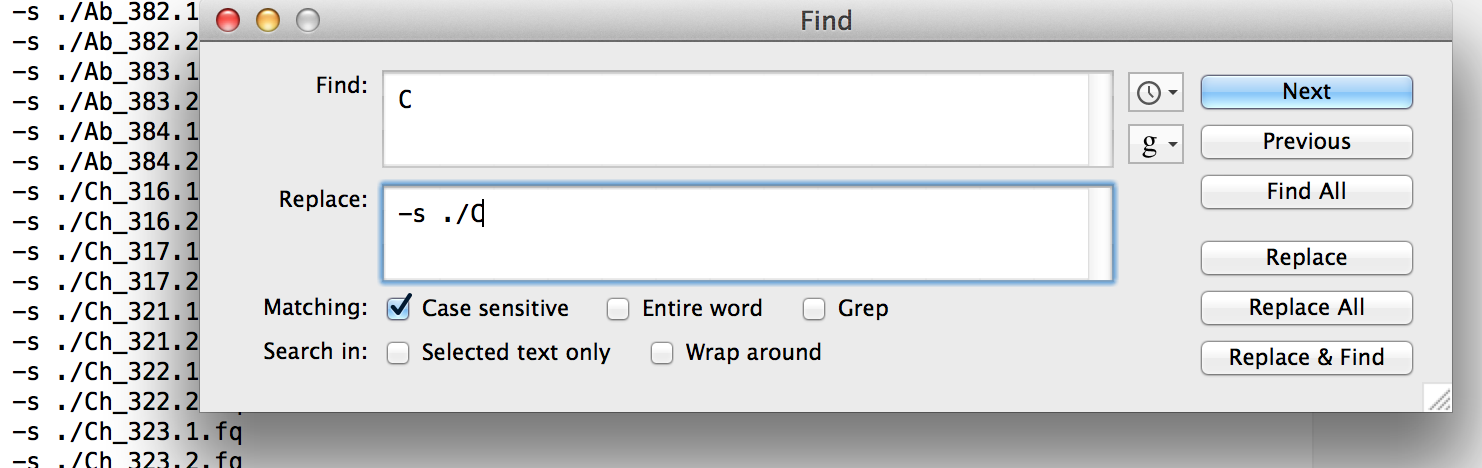 -s ./Ab_382.1
-s ./Ab_382.2
-s ./Ab_383.1
-s ./Ab_383.2
-s ./Ab_384.1
-s ./Ab_384.2
-s ./Ch_316.1
-s ./Ch_316.2
-s ./Ch_317.1
-s ./Ch_317.2
-s ./Ch_321.1
-s ./Ch_321.2
-s ./Ch_322.1
-s ./Ch_322.2
-s ./Ch_323.1.fq
-s ./Ch_323.2.fq
Find
Find:
C
Replace:
-s ./C
Matching:
Case sensitive
Entire word
Grep
Search in:
Selected text only
Wrap around
g
Next
Previous
Find All
Replace
Replace All
Replace & Find